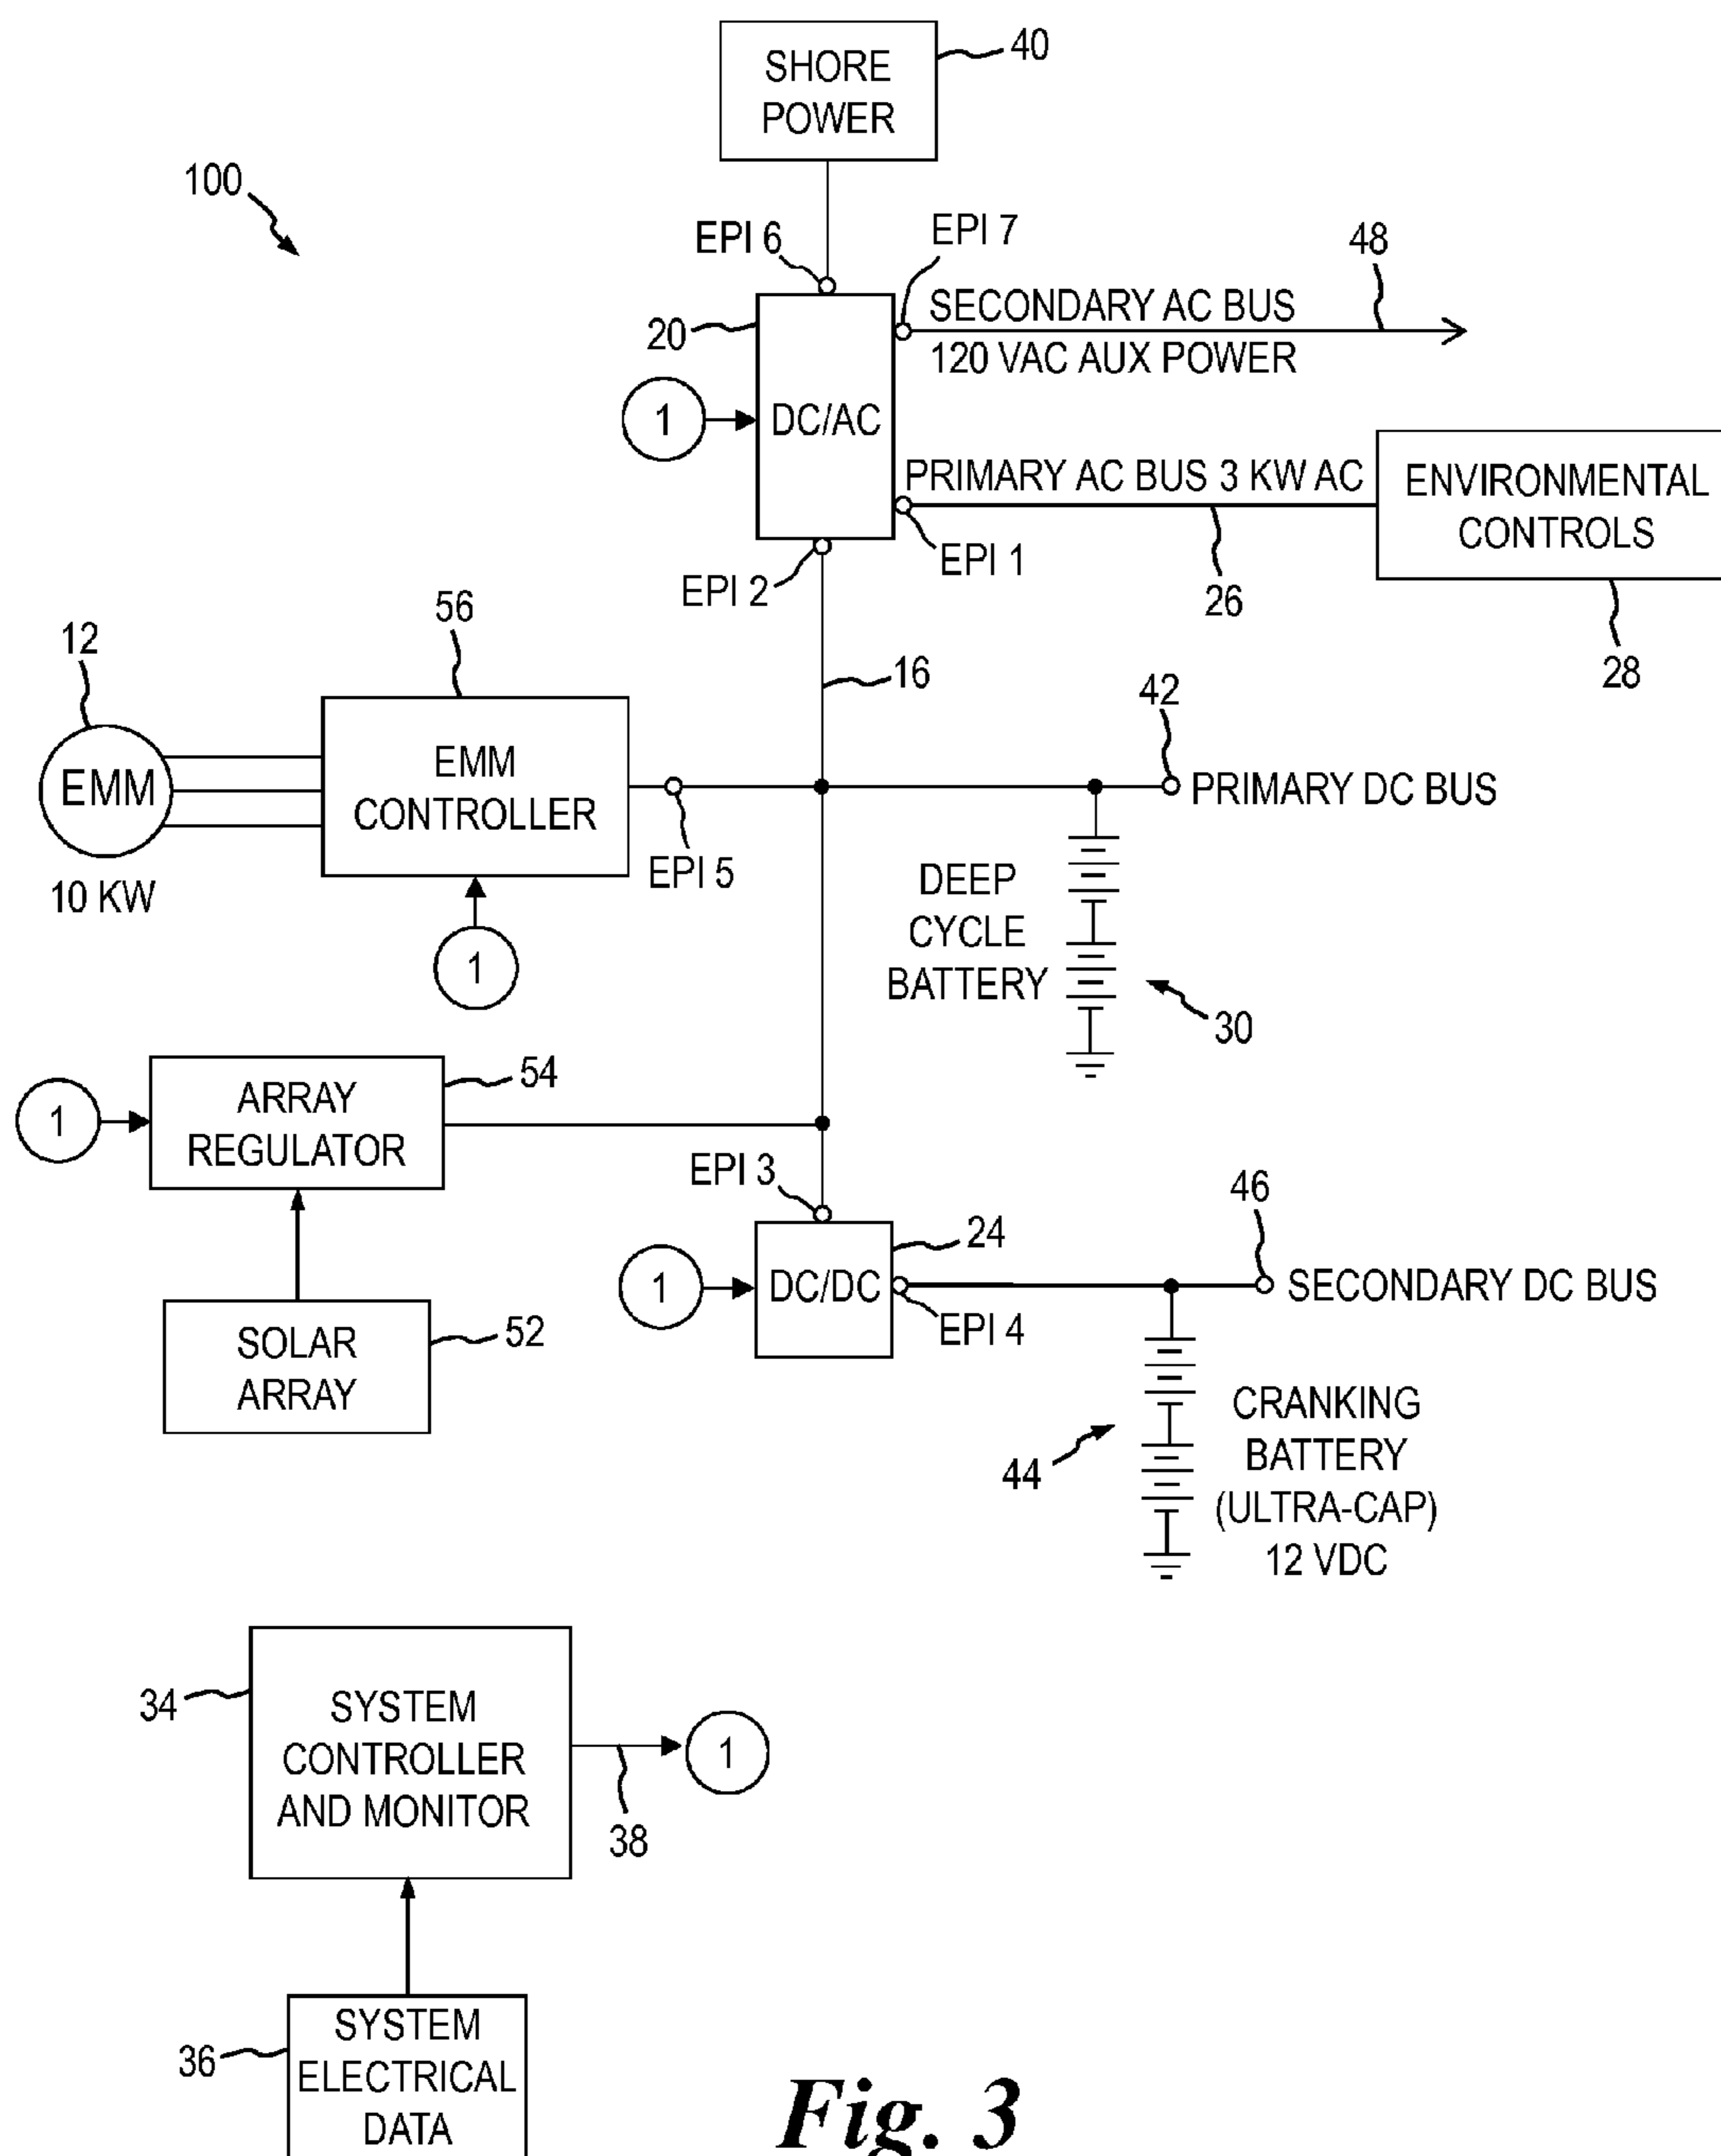 SHORE
POWER
40
100
EPI 6
EPI 7
48
20
SECONDARY AC BUS
120 VAC AUX POWER
1
DC/AC
PRIMARY AC BUS 3 KW AC
ENVIRONMENTAL
CONTROLS
EPI 1
EPI 2
26
28
56
12
16
42
EMM
EMM
CONTROLLER
PRIMARY DC BUS
10 KW
EPI 5
1
DEEP
CYCLE
BATTERY
30
54
1
ARRAY
REGULATOR
EPI 3
46
24
1
DC/DC
SECONDARY DC BUS
EPI 4
SOLAR
ARRAY
52
44
CRANKING
BATTERY
(ULTRA-CAP)
12 VDC
34
SYSTEM
CONTROLLER
AND MONITOR
1
38
36
SYSTEM
ELECTRICAL
DATA
Fig. 3